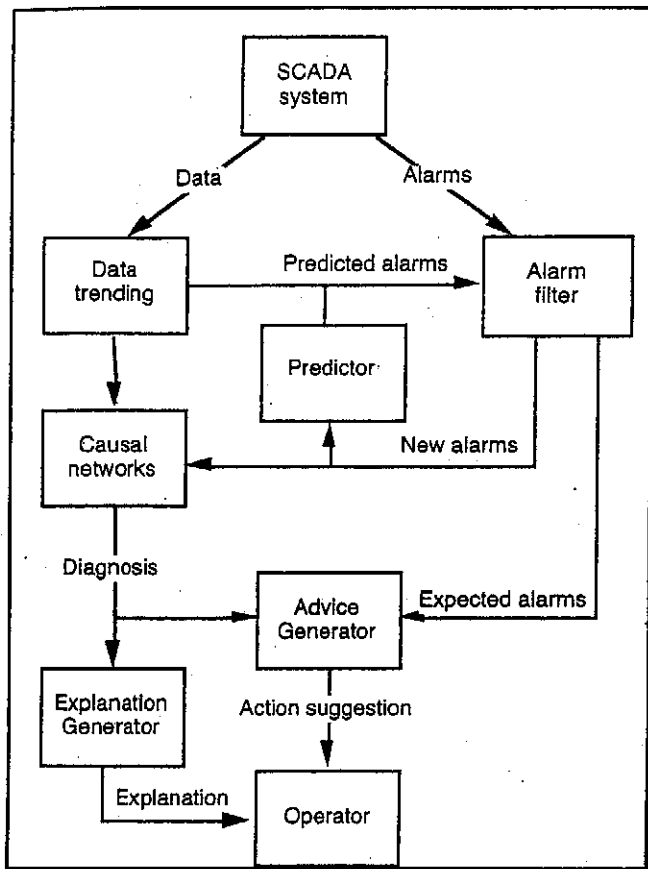 SCADA
system
Data
Alarms
Data
trending
Predicted alarms
Alarm
filter
Predictor
Causal
networks
New alarms
Diagnosis
Advice
Generator
Expected alarms
Explanation
Generator
Action suggestion
Explanation
Operator